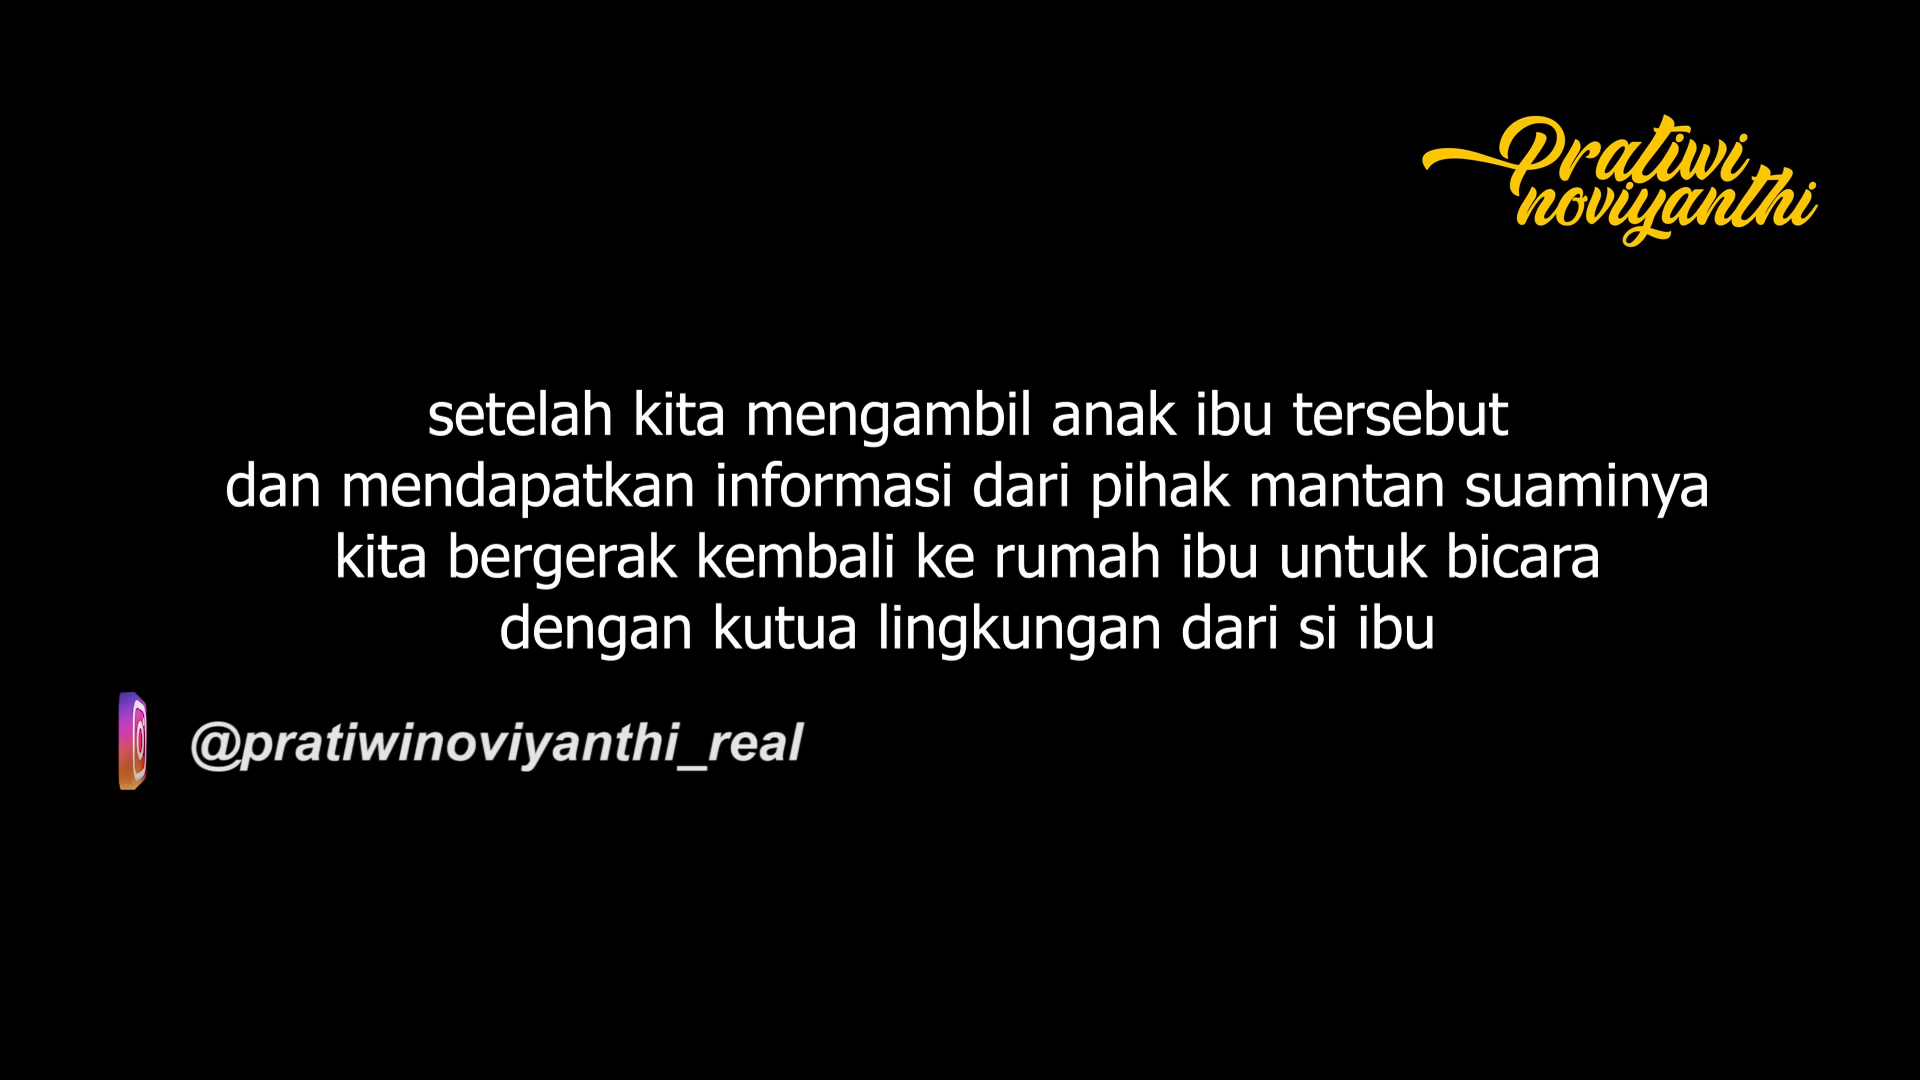 Pratiwi
noviyanthi
setelah kita mengambil anak ibu tersebut
dan mendapatkan informasi dari pihak mantan suaminya
kita bergerak kembali ke rumah ibu untuk bicara
dengan kutua lingkungan dari si ibu
@pratiwinoviyanthi_real